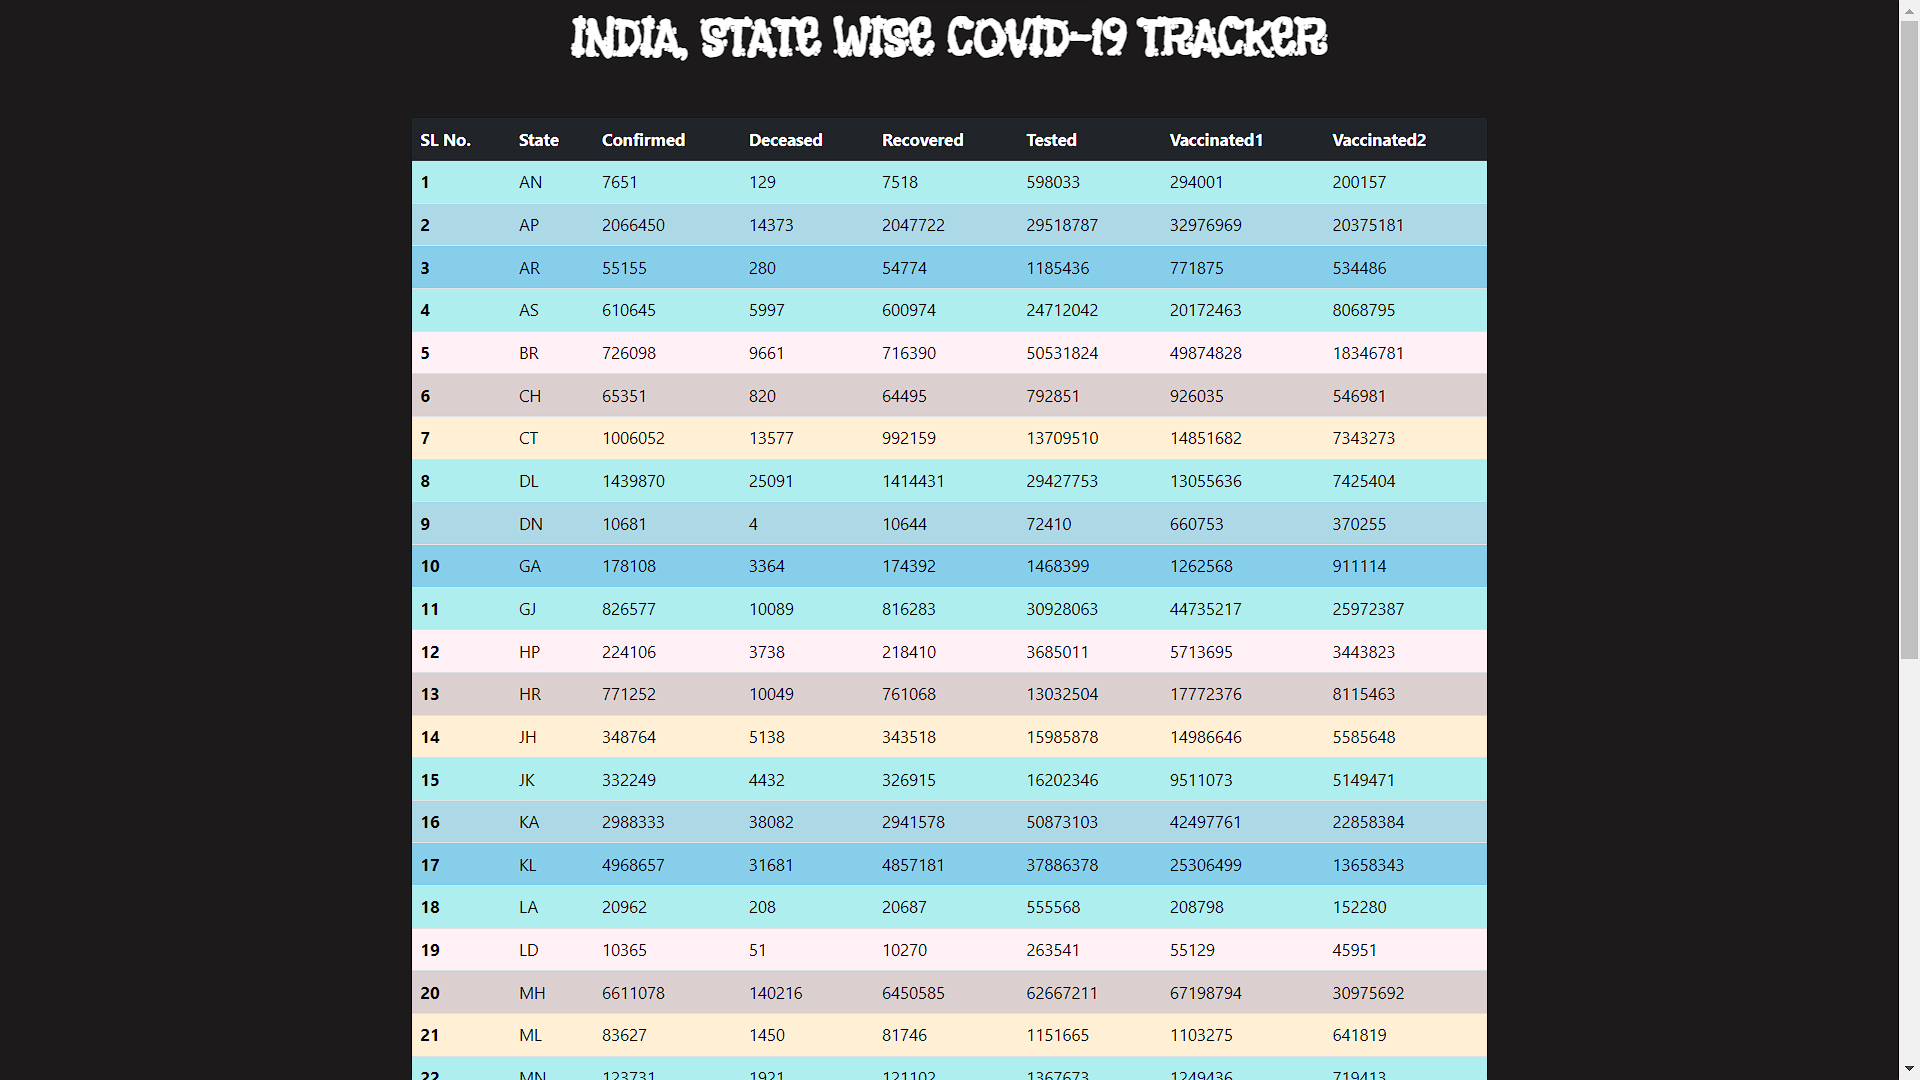 INDIA, STATE WISE COVID-19 TRACKER
SL No. State Confirmed Deceased Recovered Tested Vaccinated1 Vaccinated2
1 AN 7651 129 7518 598033 294001 200157
2 AP 2066450 14373 2047722 29518787 32976969 20375181
3 AR 55155 280 54774 1185436 771875 534486
4 AS 610645 5997 600974 24712042 20172463 8068795
5 BR 726098 9661 716390 50531824 49874828 18346781
6 CH 65351 820 64495 792851 926035 546981
7 CT 1006052 13577 992159 13709510 14851682 7343273
8 DL 1439870 25091 1414431 29427753 13055636 7425404
9 DN 10681 4 10644 72410 660753 370255
10 GA 178108 3364 174392 1468399 1262568 911114
11 GJ 826577 10089 816283 30928063 44735217 25972387
12 HP 224106 3738 218410 3685011 5713695 3443823
13 HR 771252 10049 761068 13032504 17772376 8115463
14 JH 348764 5138 343518 15985878 14986646 5585648
15 JK 332249 4432 326915 16202346 9511073 5149471
16 KA 2988333 38082 2941578 50873103 42497761 22858384
17 KL 4968657 31681 4857181 37886378 25306499 13658343
18 LA 20962 208 20687 555568 208798 152280
19 LD 10365 51 10270 263541 55129 45951
20 MH 6611078 140216 6450585 62667211 67198794 30975692
21 ML 83627 1450 81746 1151665 1103275 641819
22 MN 123731 1921 121102 1367673 1249436 719413